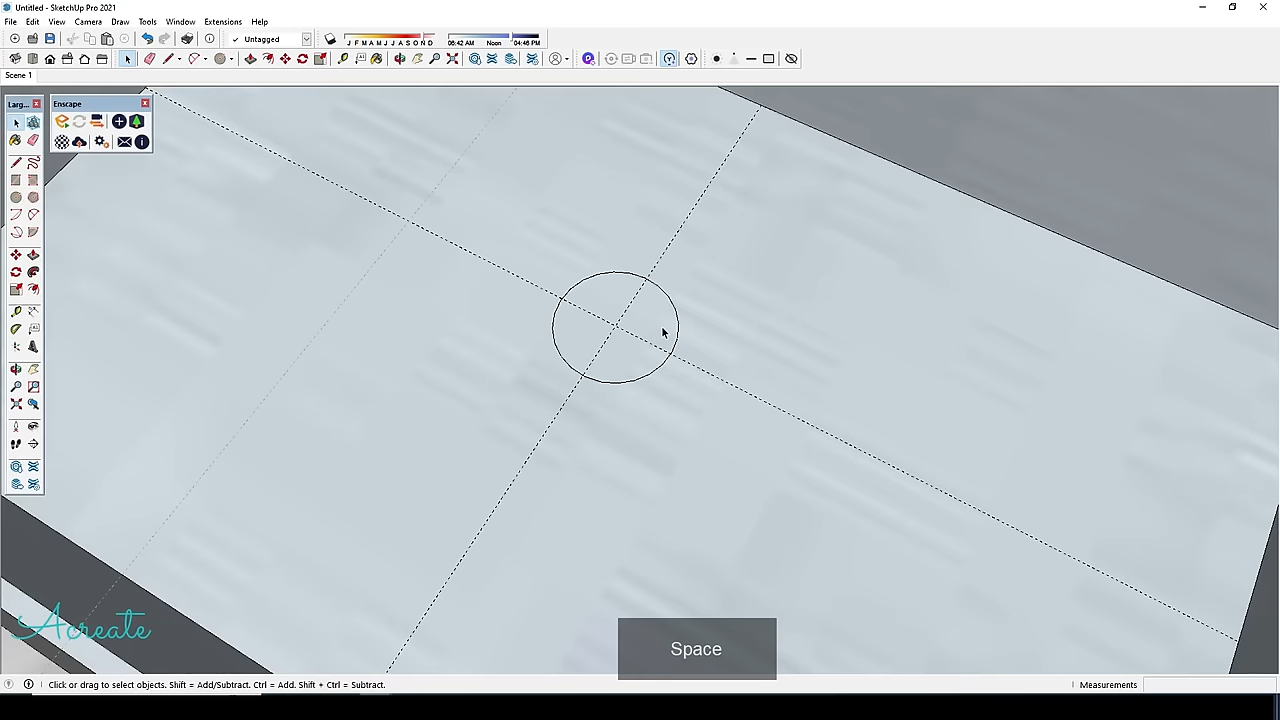 Untitled - SketchUp Pro 2021
File Edit View Camera Draw Tools Window Extensions Help
Untagged
J F M A M J J A S O N D
06:42 AM Noon 04:46 PM
Scene 1
Larg...
Enscape
Acreate
Space
Click or drag to select objects. Shift = Add/Subtract. Ctrl = Add. Shift + Ctrl = Subtract.
Measurements